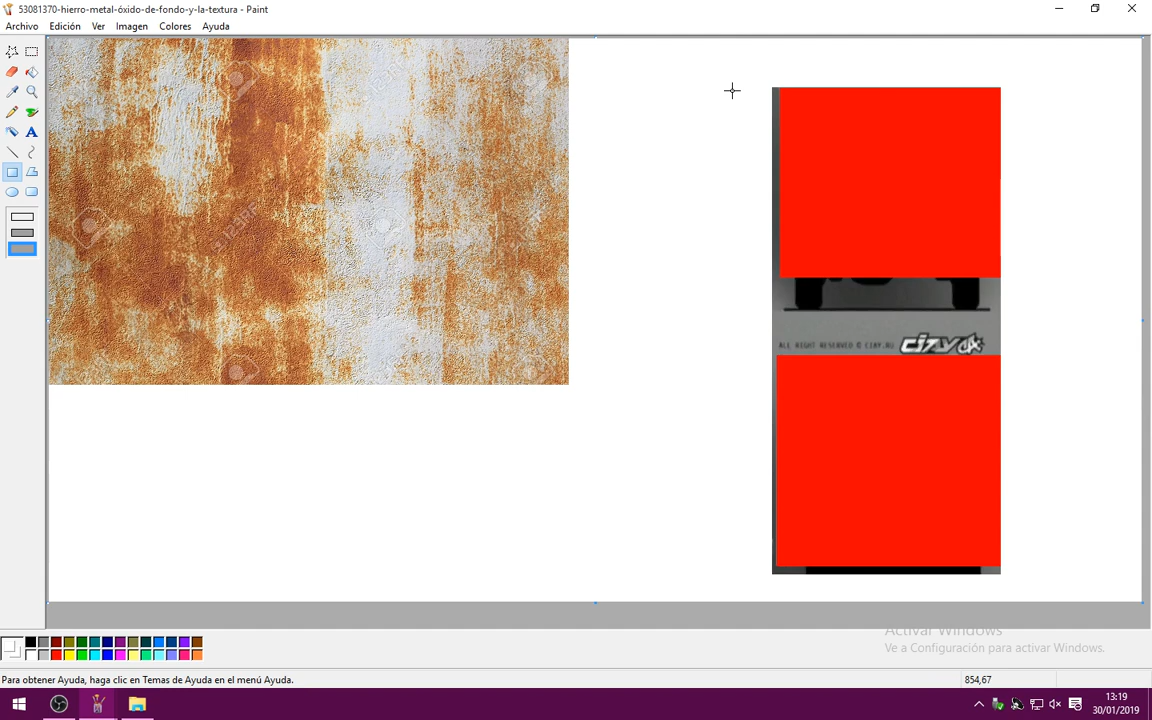 53081370-hierro-metal-óxido-de-fondo-y-la-textura - Paint
Archivo Edición Ver Imagen Colores Ayuda
A
123RF
ALL RIGHT RESERVED © CIAY.RU
Activar Windows
Ve a Configuración para activar Windows.
Para obtener Ayuda, haga clic en Temas de Ayuda en el menú Ayuda.
854,67
13:19
30/01/2019